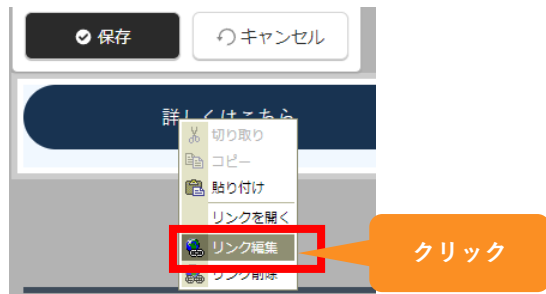 保存
キャンセル
詳しくはこちら
切り取り
コピー
貼り付け
リンクを開く
リンク編集
クリック
リンク削除